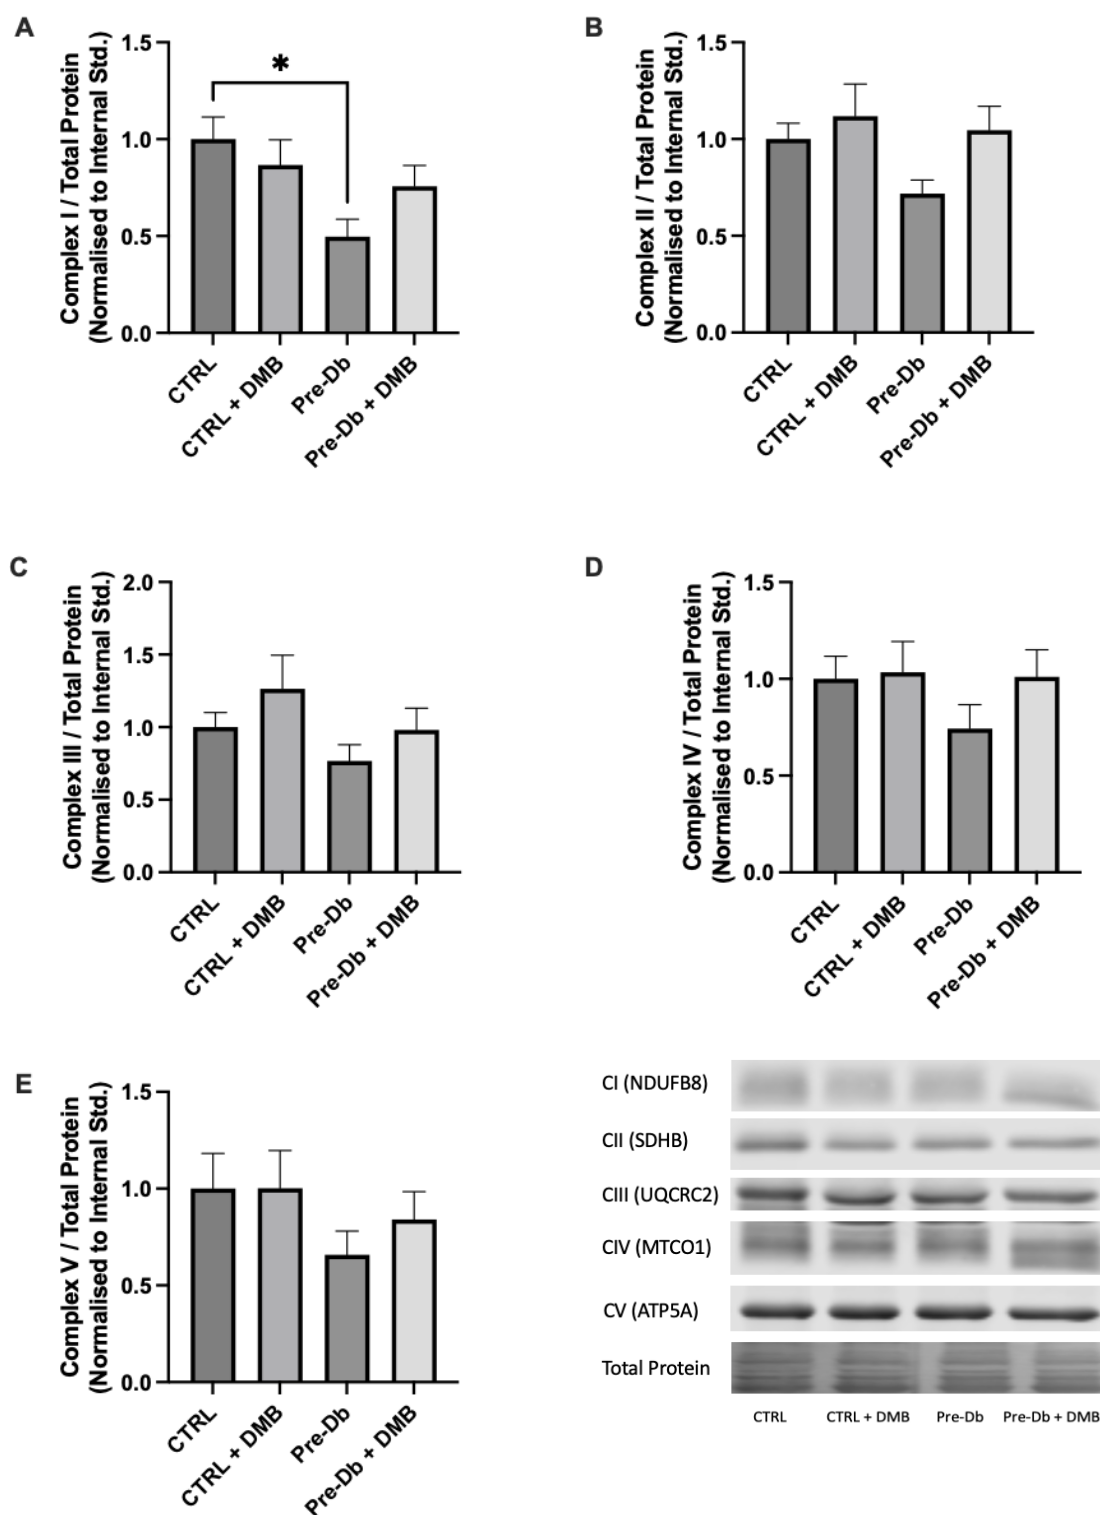 A
Complex I / Total Protein
(Normalised to Internal Std.)
1.5
1.0
0.5
0.0
*
CTRL
CTRL + DMB
Pre-Db
Pre-Db + DMB
B
Complex II / Total Protein
(Normalised to Internal Std.)
1.5
1.0
0.5
0.0
CTRL
CTRL + DMB
Pre-Db
Pre-Db + DMB
C
Complex III / Total Protein
(Normalised to Internal Std.)
2.0
1.5
1.0
0.5
0.0
CTRL
CTRL + DMB
Pre-Db
Pre-Db + DMB
D
Complex IV / Total Protein
(Normalised to Internal Std.)
1.5
1.0
0.5
0.0
CTRL
CTRL + DMB
Pre-Db
Pre-Db + DMB
E
Complex V / Total Protein
(Normalised to Internal Std.)
1.5
1.0
0.5
0.0
CTRL
CTRL + DMB
Pre-Db
Pre-Db + DMB
CI (NDUFB8)
CII (SDHB)
CIII (UQCRC2)
CIV (MTCO1)
CV (ATP5A)
Total Protein
CTRL
CTRL + DMB
Pre-Db
Pre-Db + DMB